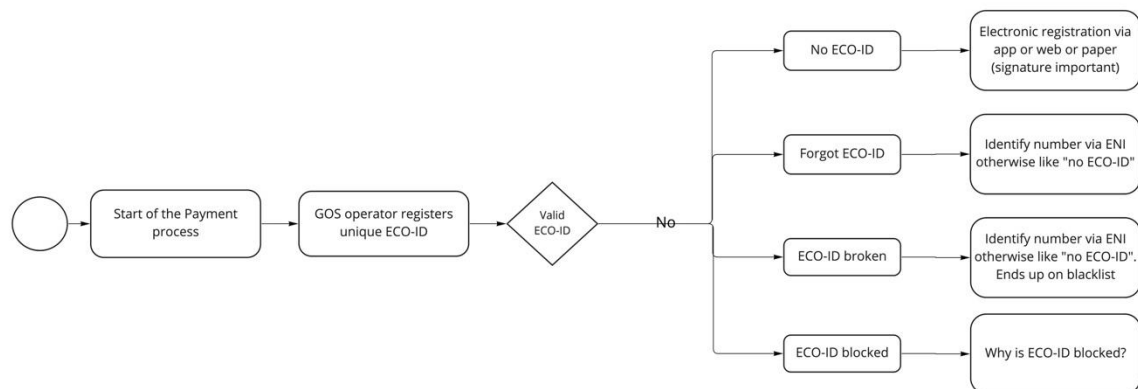 No ECO-ID
Electronic registration via
app or web or paper
(signature important)
Forgot ECO-ID
Identify number via ENI
otherwise like "no ECO-ID"
Start of the Payment
process
GOS operator registers
unique ECO-ID
Valid
ECO-ID
No
ECO-ID broken
Identify number via ENI
otherwise like "no ECO-ID".
Ends up on blacklist
ECO-ID blocked
Why is ECO-ID blocked?